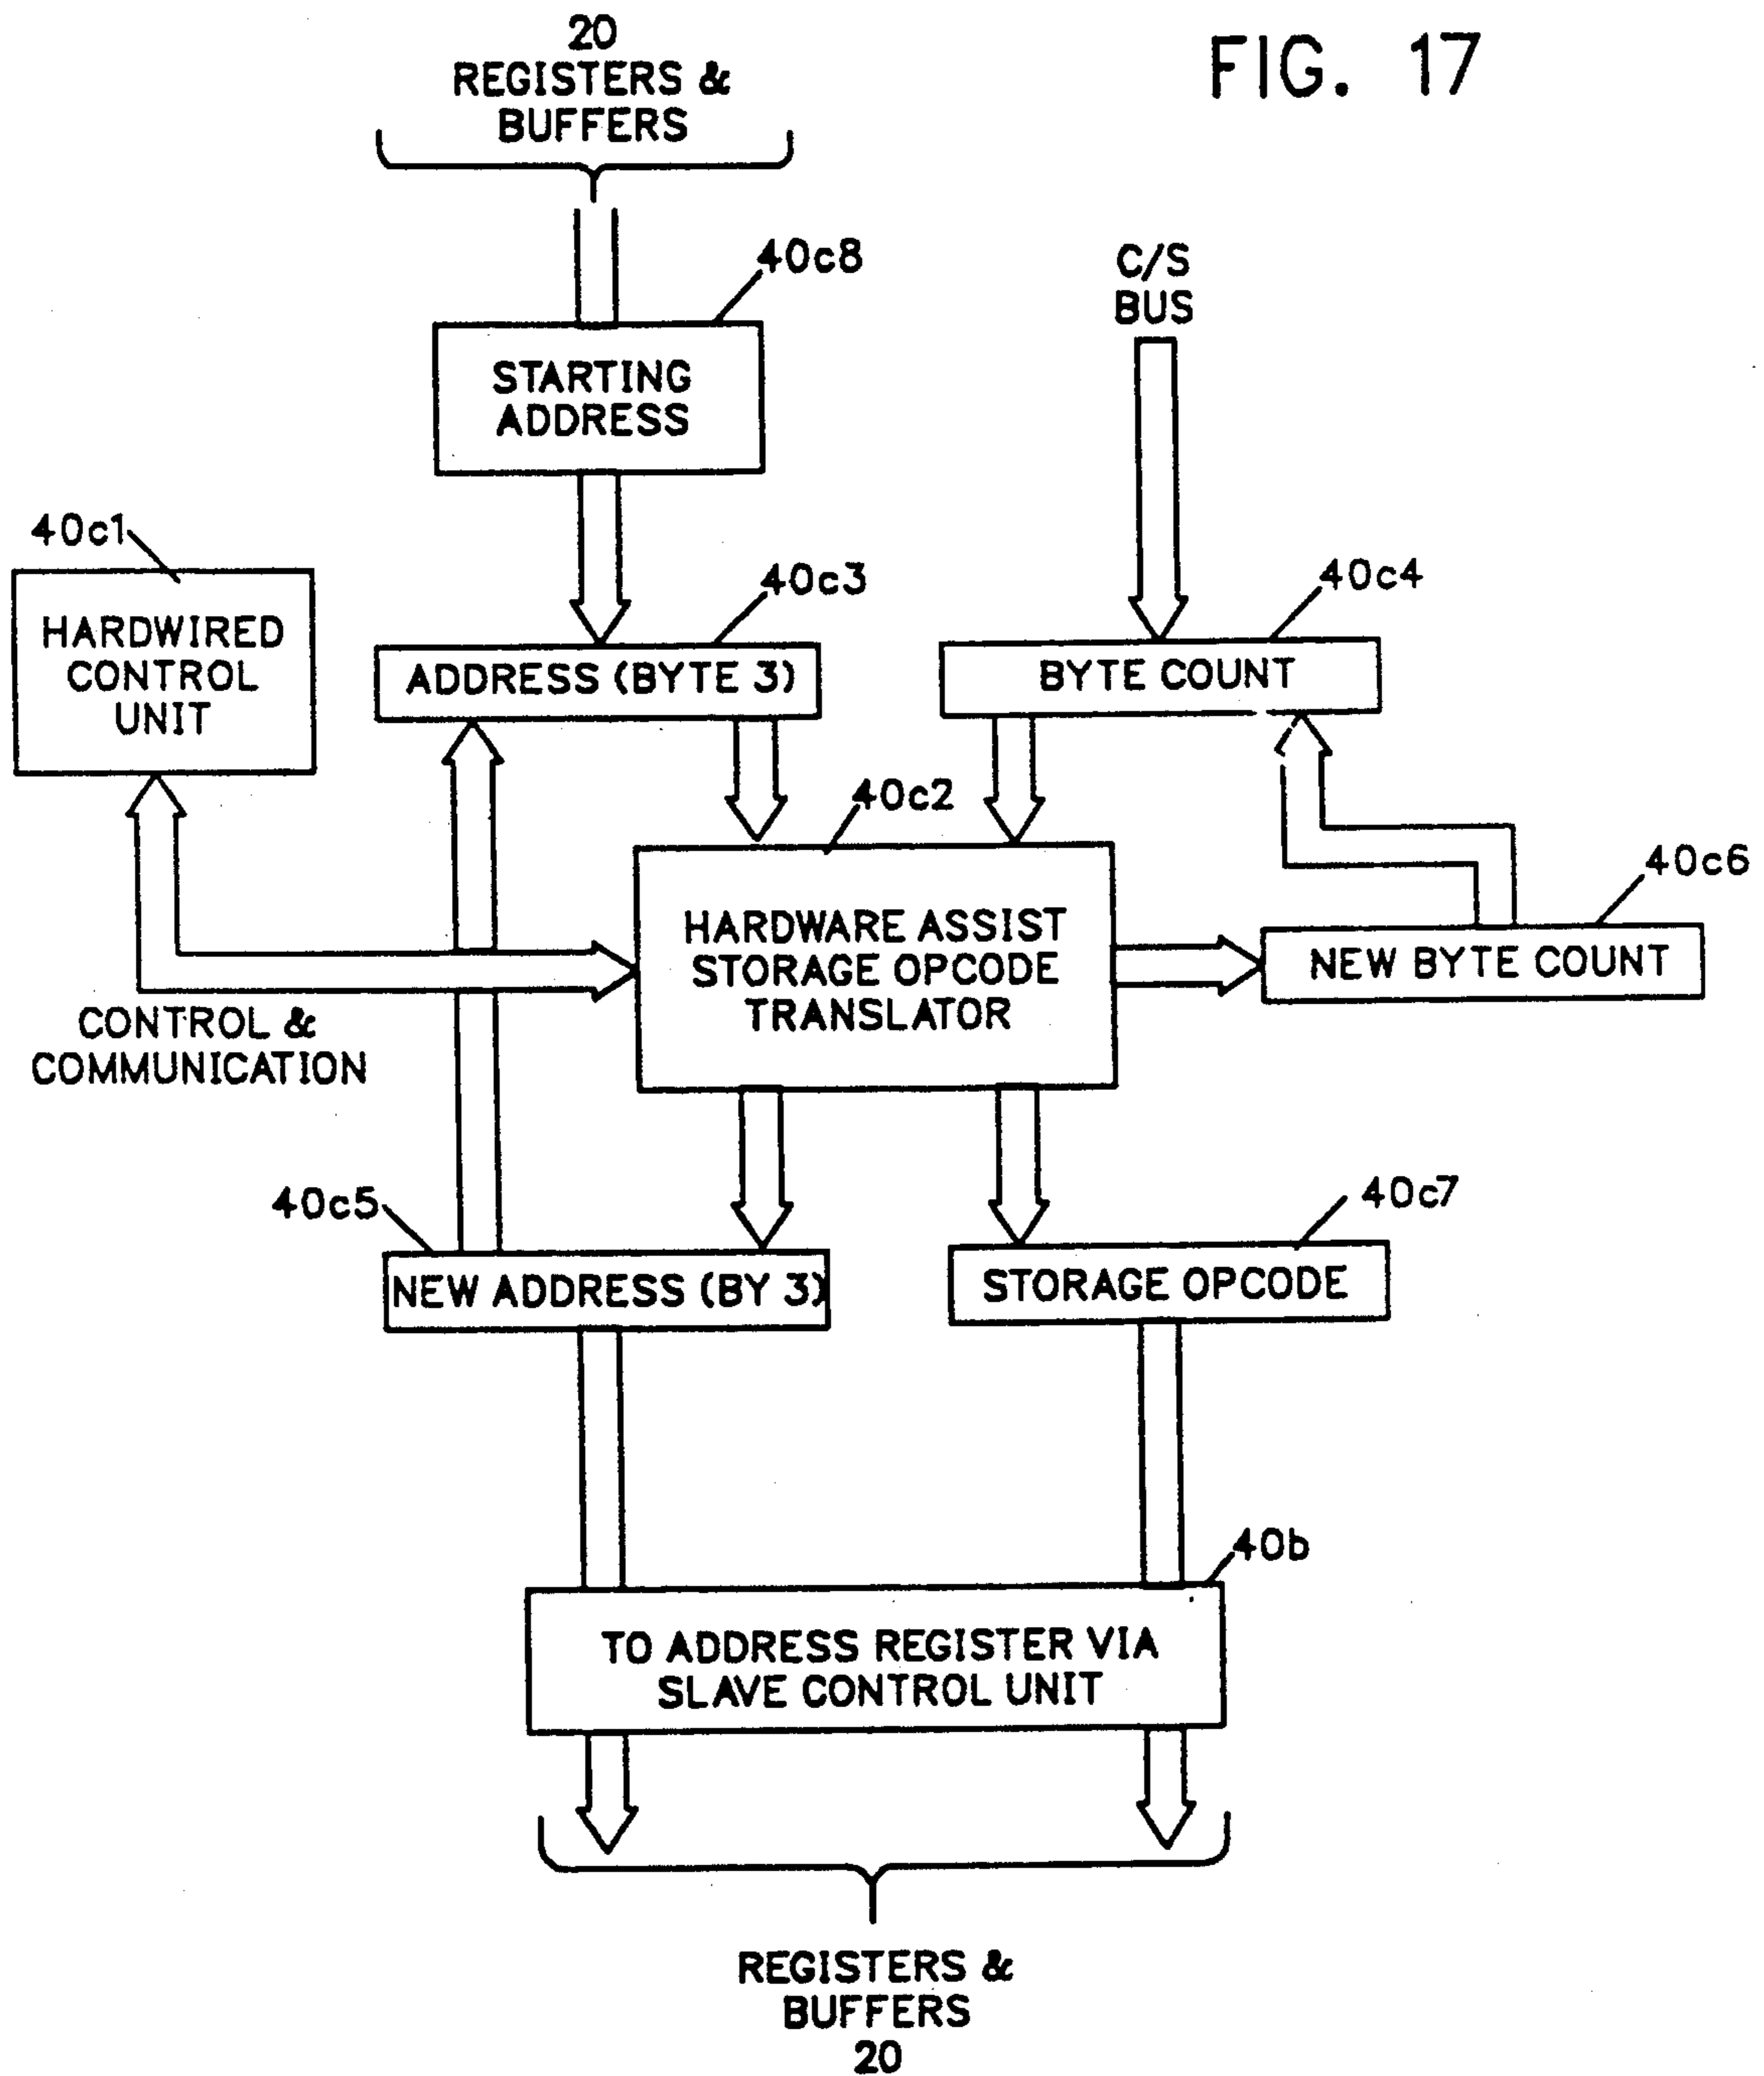 20
REGISTERS &
BUFFERS
FIG. 17
40c8
C/S
BUS
STARTING
ADDRESS
40c1
40c3
40c4
HARDWIRED
CONTROL
UNIT
ADDRESS (BYTE 3)
BYTE COUNT
40c2
40c6
HARDWARE ASSIST
STORAGE OPCODE
TRANSLATOR
NEW BYTE COUNT
CONTROL &
COMMUNICATION
40c5
40c7
NEW ADDRESS (BY 3)
STORAGE OPCODE
40b
TO ADDRESS REGISTER VIA
SLAVE CONTROL UNIT
REGISTERS &
BUFFERS
20